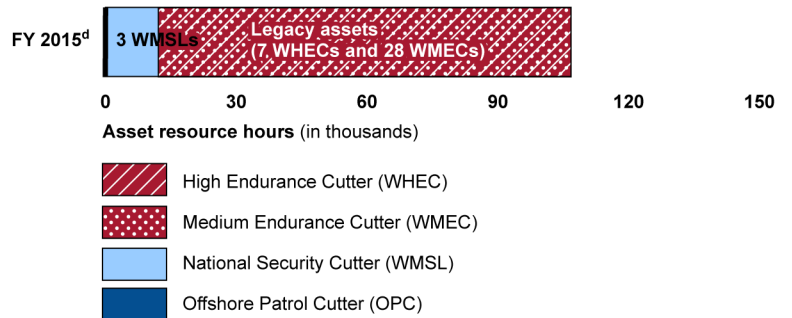 FY 2015d
3 WMSLs
Legacy assets
(7 WHECs and 28 WMECs)
0 30 60 90 120 150
Asset resource hours (in thousands)
High Endurance Cutter (WHEC)
Medium Endurance Cutter (WMEC)
National Security Cutter (WMSL)
Offshore Patrol Cutter (OPC)